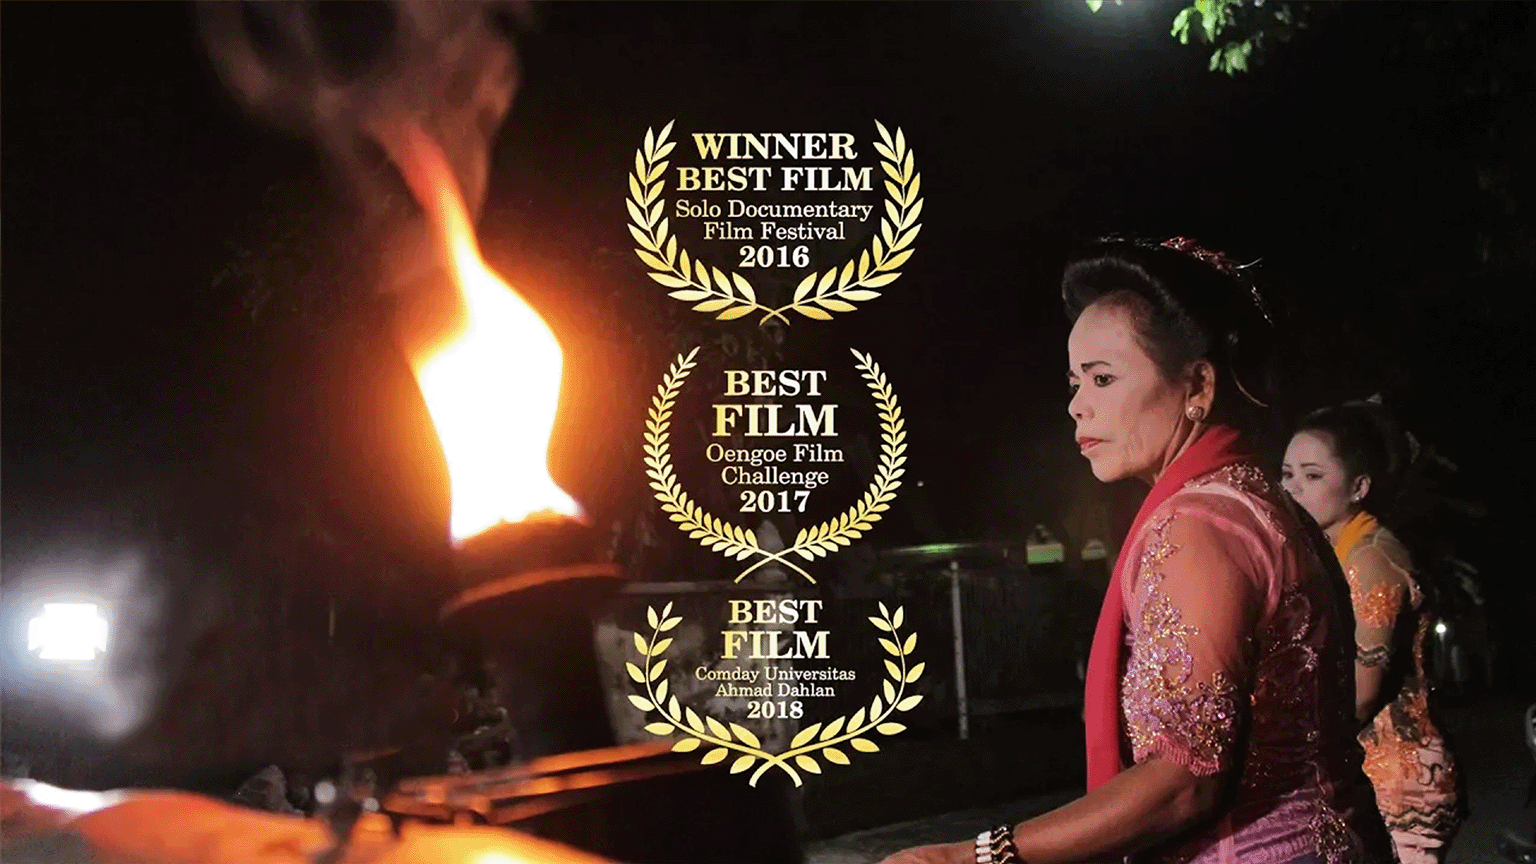 WINNER
BEST FILM
Solo Documentary
Film Festival
2016
BEST
FILM
Oengoe Film
Challenge
2017
BEST
FILM
Comday Universitas
Ahmad Dahlan
2018